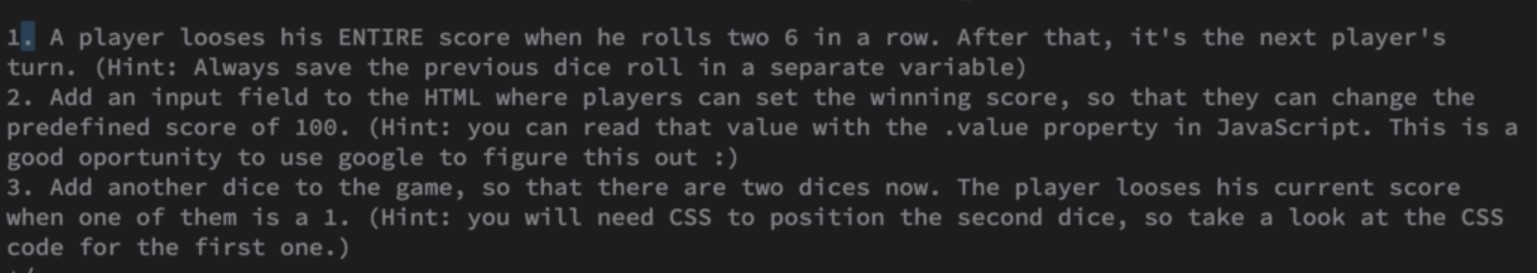 1. A player looses his ENTIRE score when he rolls two 6 in a row. After that, it's the next player's
turn. (Hint: Always save the previous dice roll in a separate variable)
2. Add an input field to the HTML where players can set the winning score, so that they can change the
predefined score of 100. (Hint: you can read that value with the .value property in JavaScript. This is a
good oportunity to use google to figure this out :)
3. Add another dice to the game, so that there are two dices now. The player looses his current score
when one of them is a 1. (Hint: you will need CSS to position the second dice, so take a look at the CSS
code for the first one.)